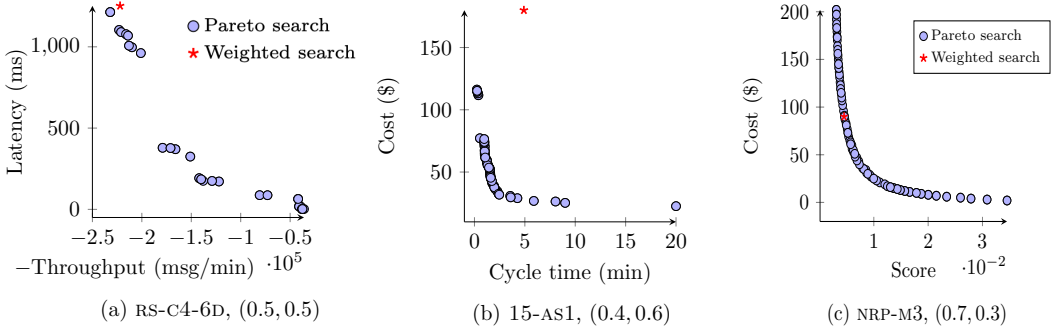 Latency (ms)
1,000
500
0
−2.5 −2 −1.5 −1 −0.5
−Throughput (msg/min) ·10⁵
Pareto search
Weighted search
(a) RS-C4-6D, (0.5, 0.5)
Cost ($)
150
100
50
0 5 10 15 20
Cycle time (min)
(b) 15-AS1, (0.4, 0.6)
Cost ($)
200
150
100
50
0
1 2 3
Score ·10⁻²
Pareto search
Weighted search
(c) NRP-M3, (0.7, 0.3)